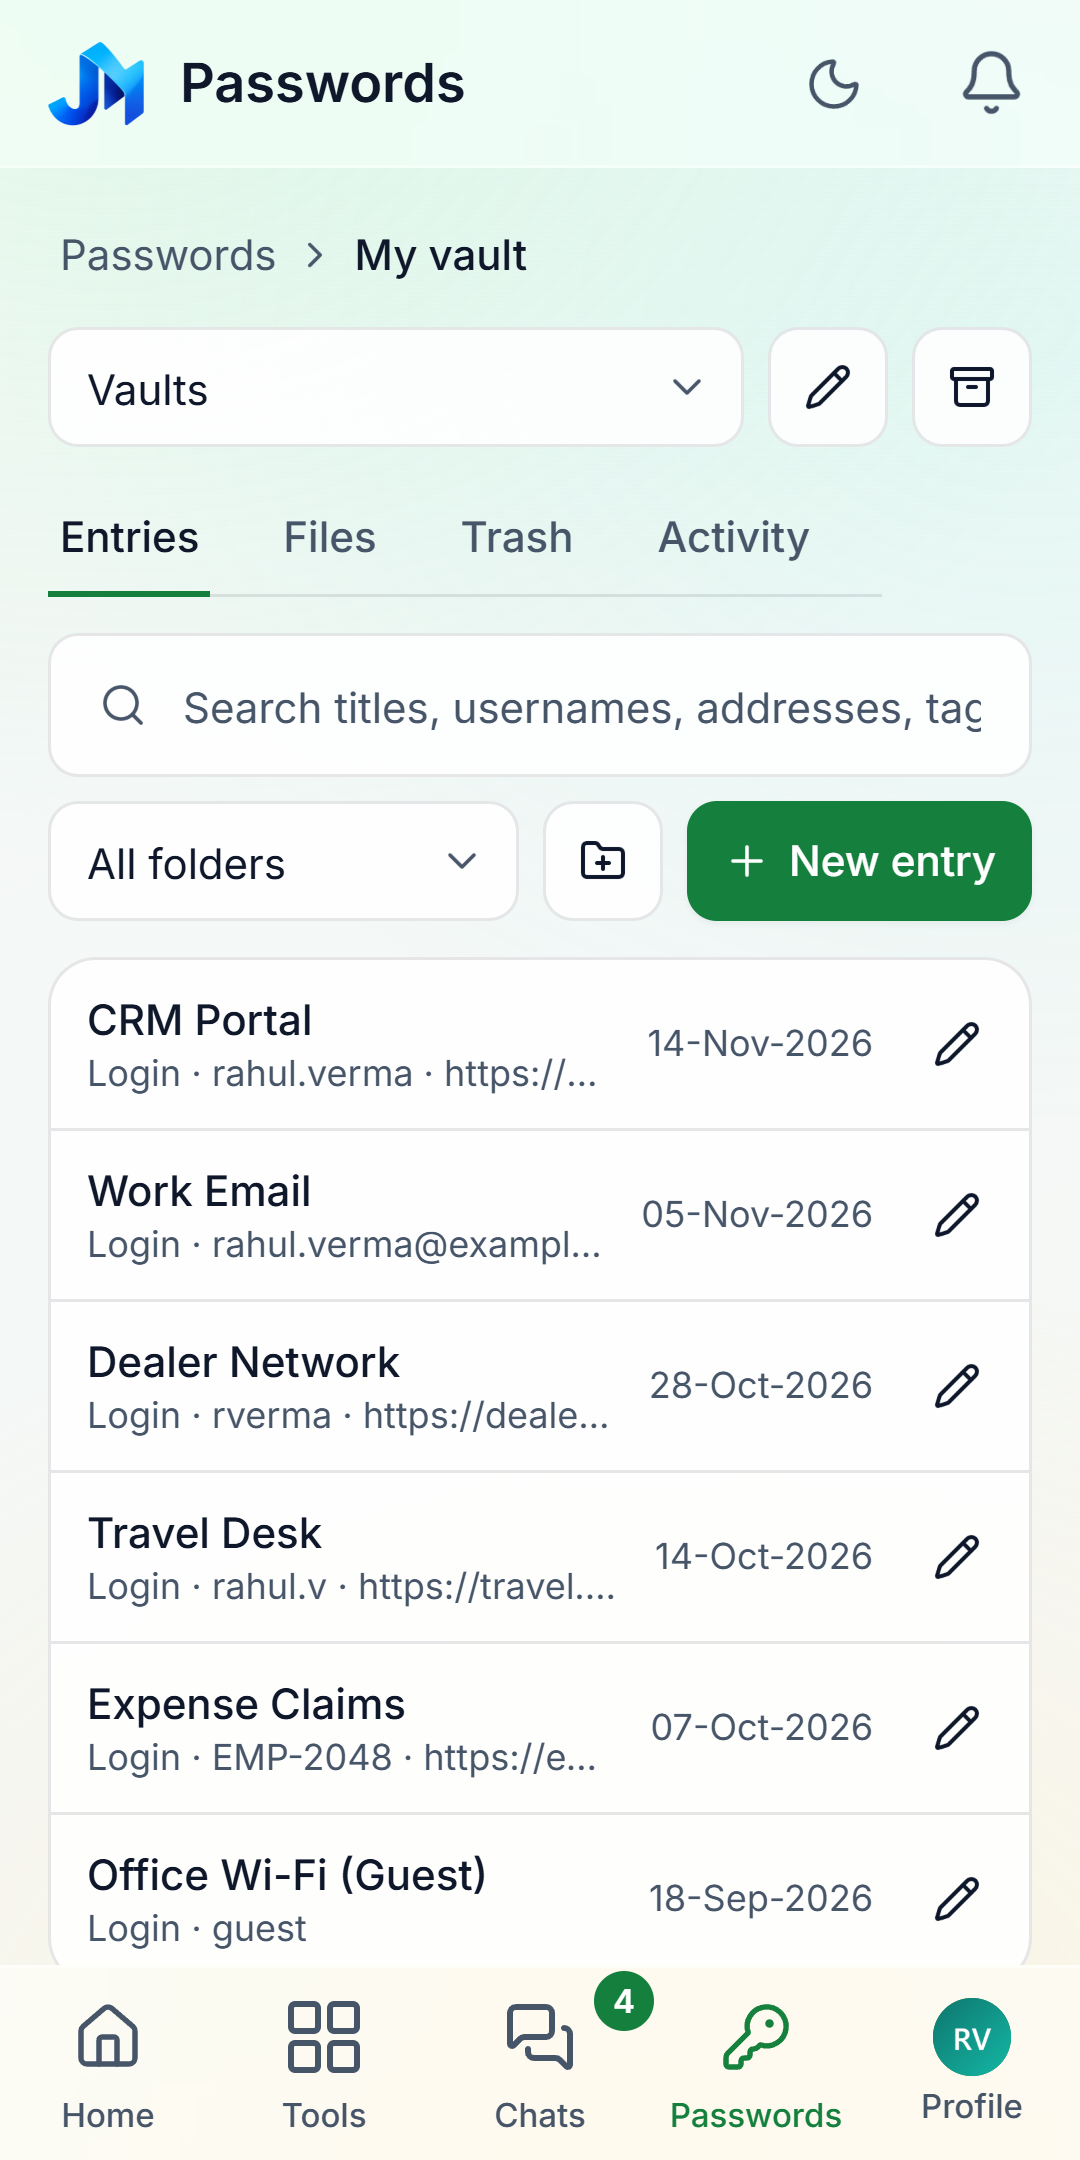 JM Passwords
Passwords > My vault
Vaults
Entries Files Trash Activity
Search titles, usernames, addresses, tag
All folders
+ New entry
CRM Portal
Login · rahul.verma · https://...
14-Nov-2026
Work Email
Login · rahul.verma@exampl...
05-Nov-2026
Dealer Network
Login · rverma · https://deale...
28-Oct-2026
Travel Desk
Login · rahul.v · https://travel....
14-Oct-2026
Expense Claims
Login · EMP-2048 · https://e...
07-Oct-2026
Office Wi-Fi (Guest)
Login · guest
18-Sep-2026
4
RV
Home Tools Chats Passwords Profile